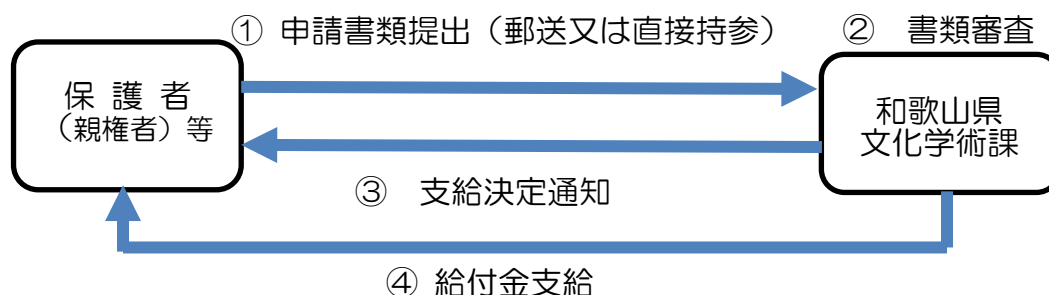 ① 申請書類提出（郵送又は直接持参）
② 書類審査
保 護 者
（親権者）等
和歌山県
文化学術課
③ 支給決定通知
④ 給付金支給